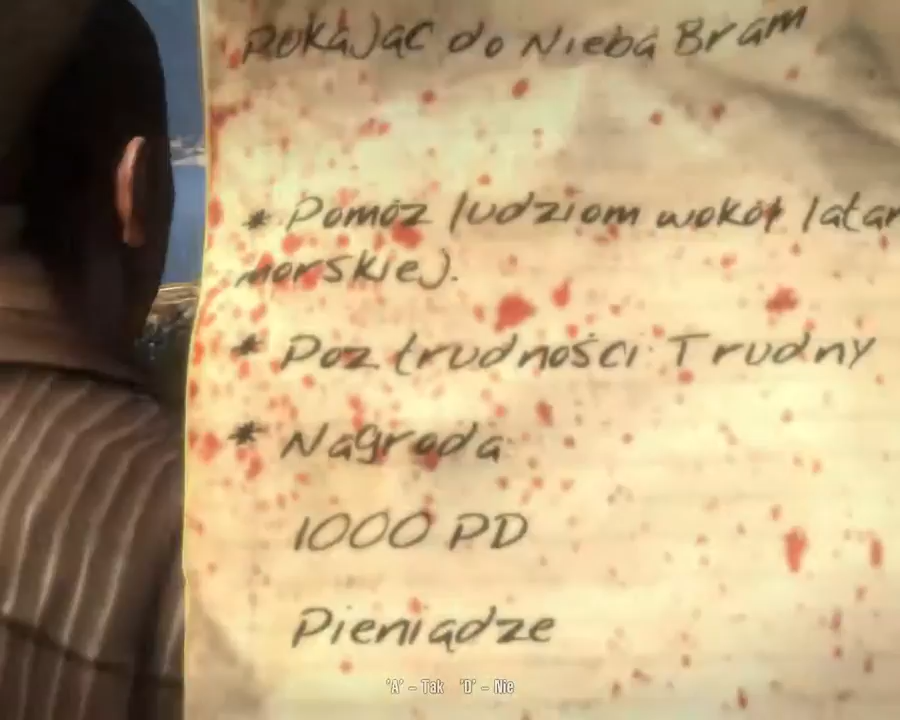 Pukając do Nieba Bram
* Pomóż ludziom wokół latar
morskiej.
* Poz trudności: Trudny
* Nagroda:
1000 PD
Pieniądze
'A' – Tak 'D' – Nie